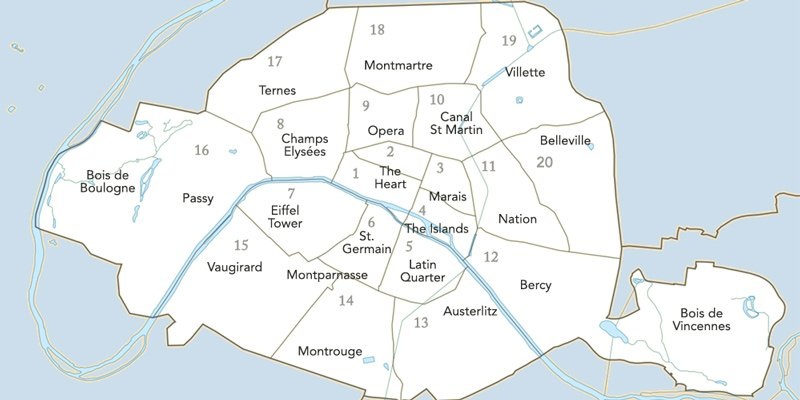 18
Montmartre
19
Villette
17
Ternes
9
Opera
10
Canal
St Martin
8
Champs
Elysées
Belleville
20
16
Bois de
Boulogne
Passy
2
1
The
Heart
3
Marais
11
Nation
7
Eiffel
Tower
4
The Islands
6
St.
Germain
5
Latin
Quarter
15
Vaugirard
Montparnasse
12
Bercy
14
Montrouge
13
Austerlitz
Bois de
Vincennes